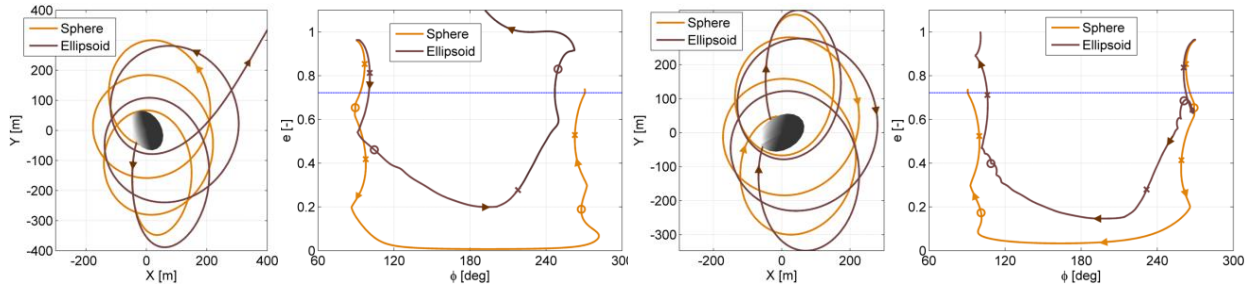 Sphere
Ellipsoid
400
300
200
100
0
-100
-200
-300
-400
Y [m]
-200 0 200 400
X [m]
Sphere
Ellipsoid
1
0.8
0.6
0.4
0.2
0
e [-]
60 120 180 240 300
ϕ [deg]
Sphere
Ellipsoid
300
200
100
0
-100
-200
-300
Y [m]
-200 0 200
X [m]
Sphere
Ellipsoid
1
0.8
0.6
0.4
0.2
0
e [-]
60 120 180 240 300
ϕ [deg]